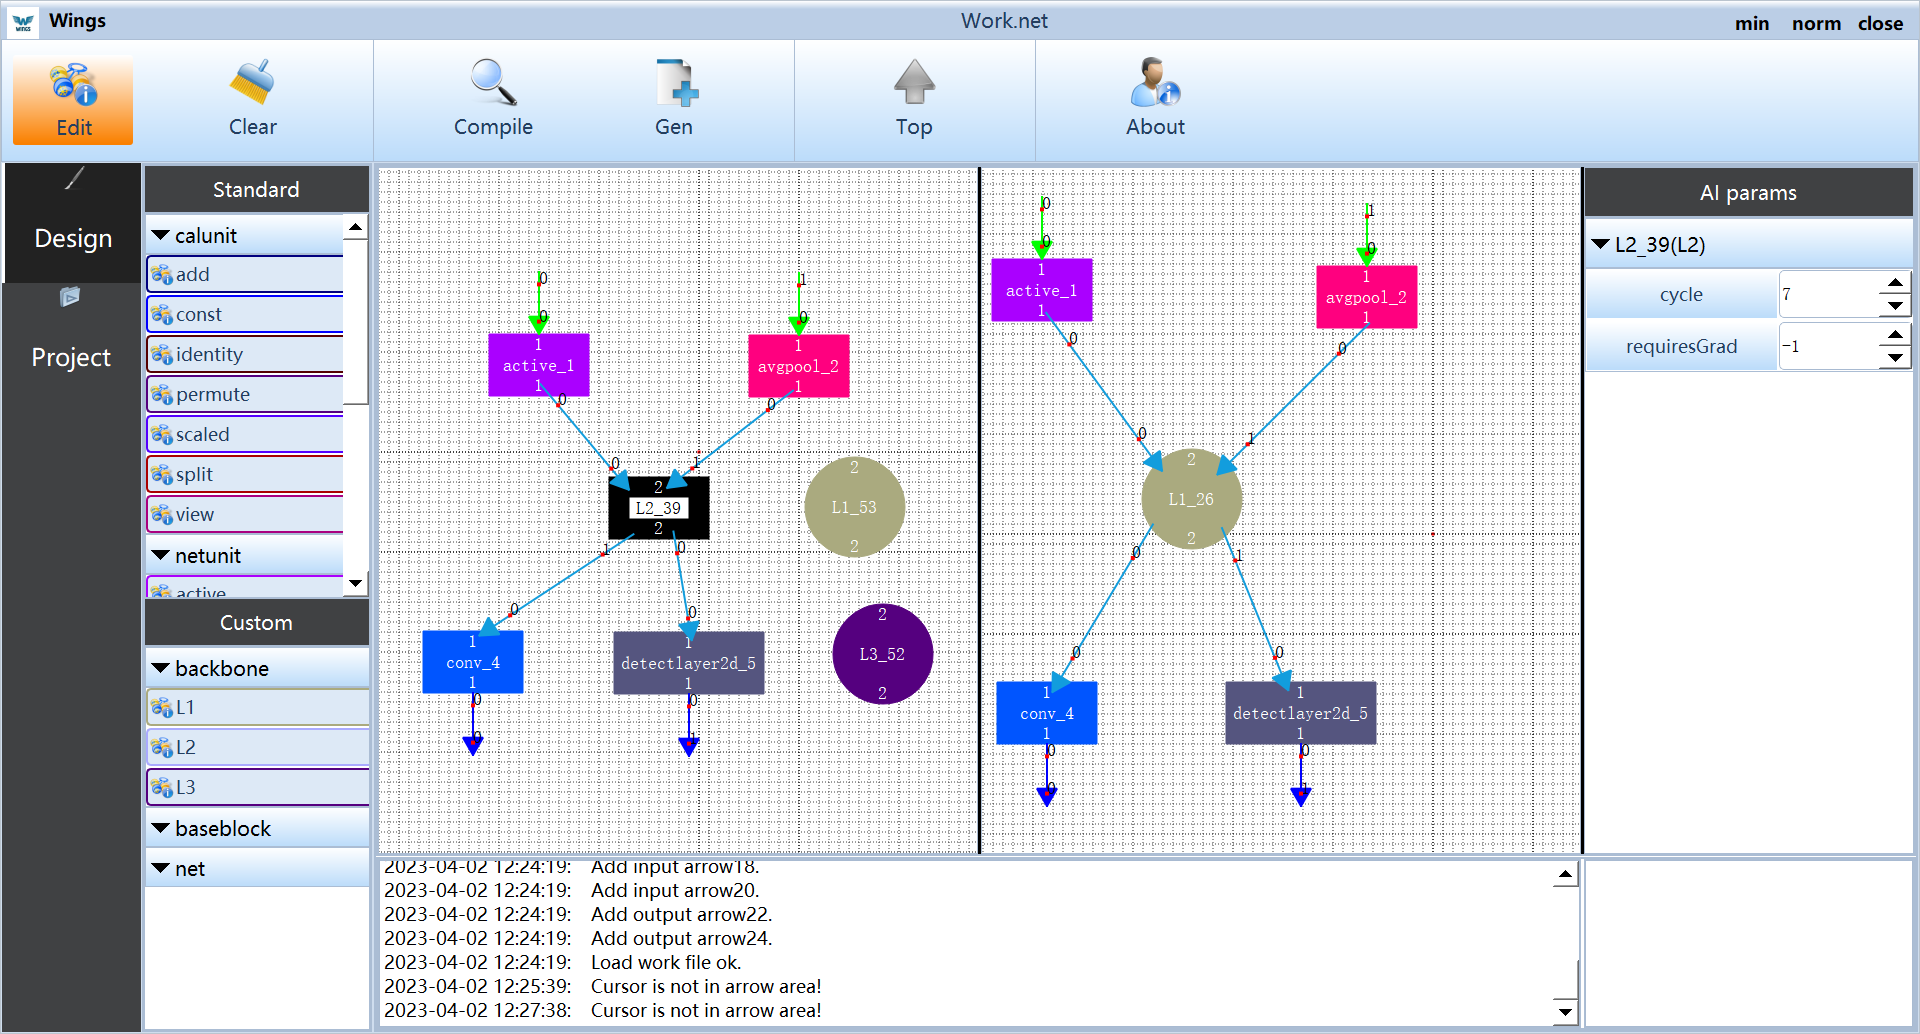 WINGS
Wings
Work.net
min norm close
Edit
Clear
Compile
Gen
Top
About
Design
Project
Standard
calunit
add
const
identity
permute
scaled
split
view
netunit
active
Custom
backbone
L1
L2
L3
baseblock
net
0
0
1
active_1
1
0
0
1
0
1
avgpool_2
1
0
1
2
L2_39
2
1
0
0
0
1
conv_4
1
0
0
1
detectlayer2d_5
1
0
1
2
L1_53
2
2
L3_52
2
0
0
1
active_1
1
0
0
1
0
1
avgpool_2
1
0
1
2
L1_26
2
0
1
0
0
1
conv_4
1
0
0
1
detectlayer2d_5
1
0
1
AI params
L2_39(L2)
cycle 7
requiresGrad -1
2023-04-02 12:24:19: Add input arrow18.
2023-04-02 12:24:19: Add input arrow20.
2023-04-02 12:24:19: Add output arrow22.
2023-04-02 12:24:19: Add output arrow24.
2023-04-02 12:24:19: Load work file ok.
2023-04-02 12:25:39: Cursor is not in arrow area!
2023-04-02 12:27:38: Cursor is not in arrow area!